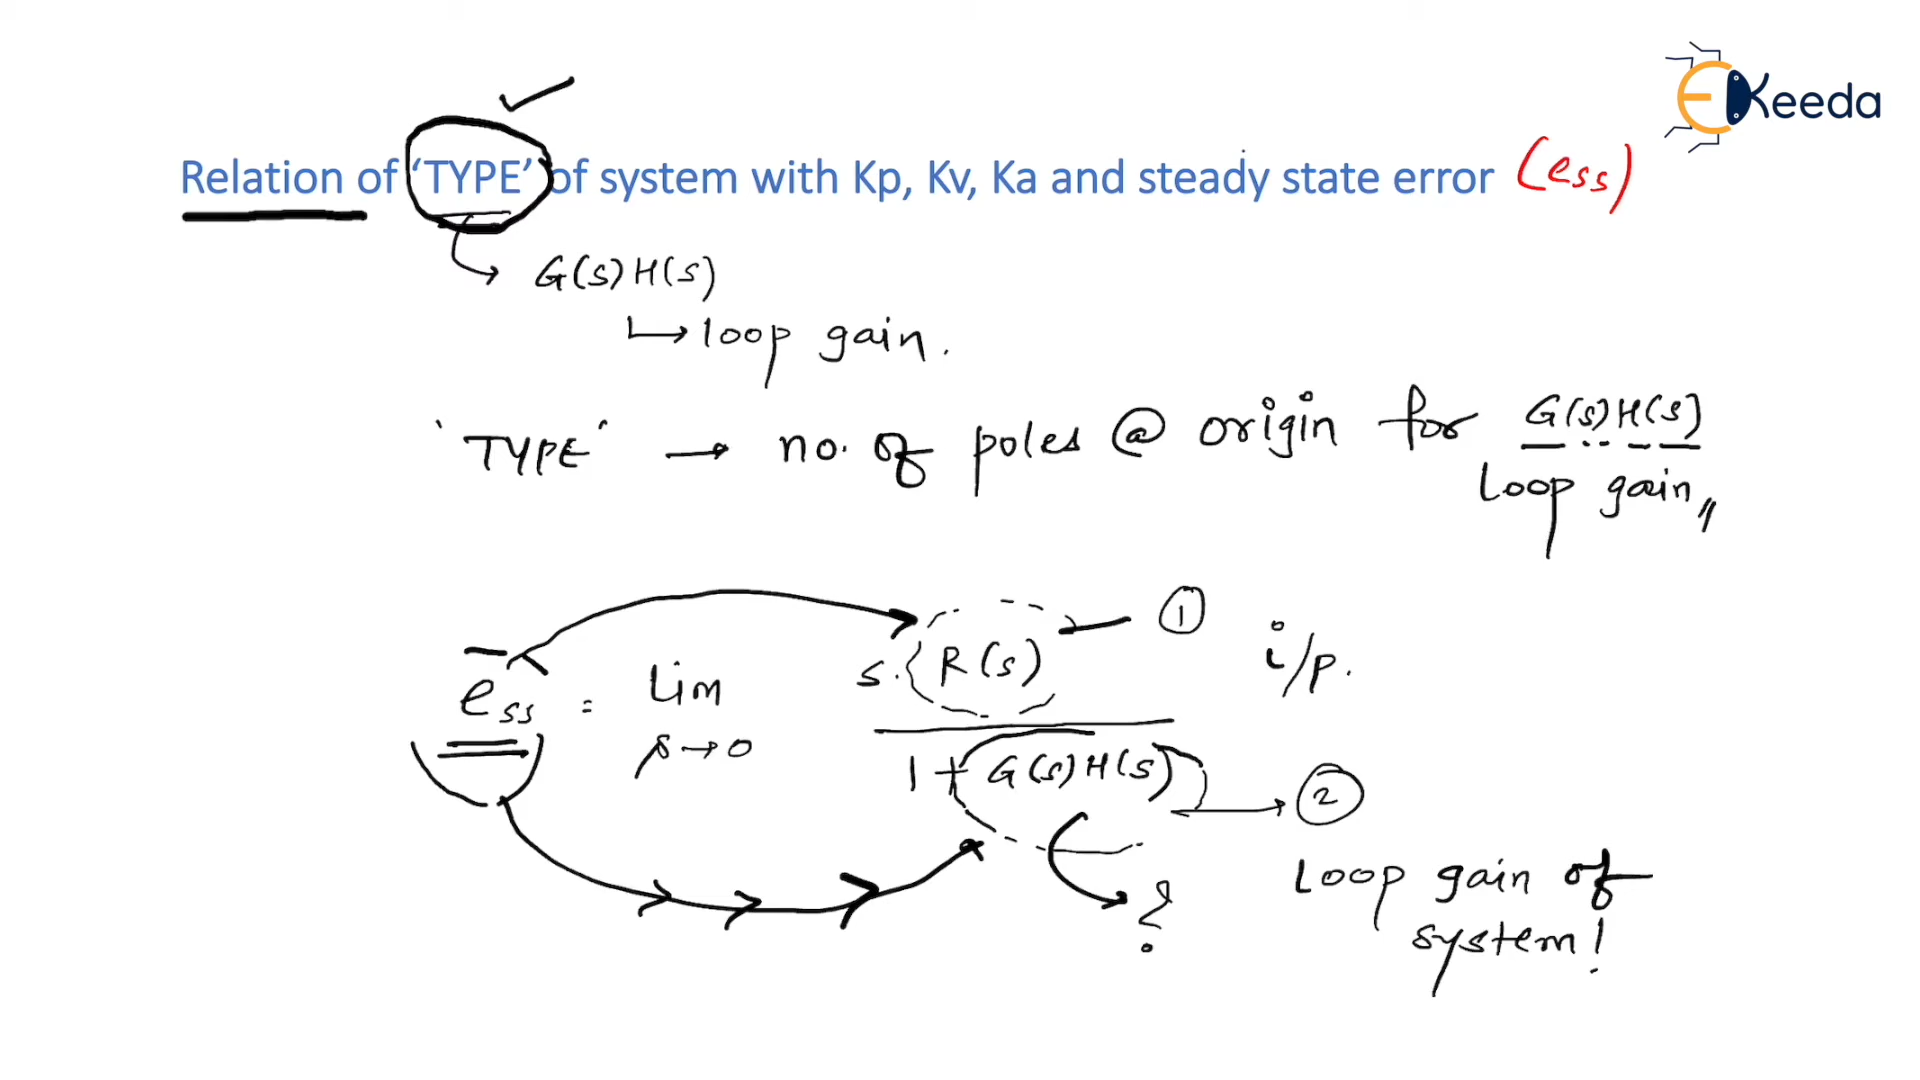 EKeeda
Relation of ‘TYPE’ of system with Kp, Kv, Ka and steady state error (ess)
G(s)H(s)
loop gain.
'TYPE' → no. of poles @ origin for G(s)H(s)
Loop gain,,
ess = Lim s→0 s.R(s) / 1 + G(s)H(s)
1
i/p.
2
?
Loop gain of
system!